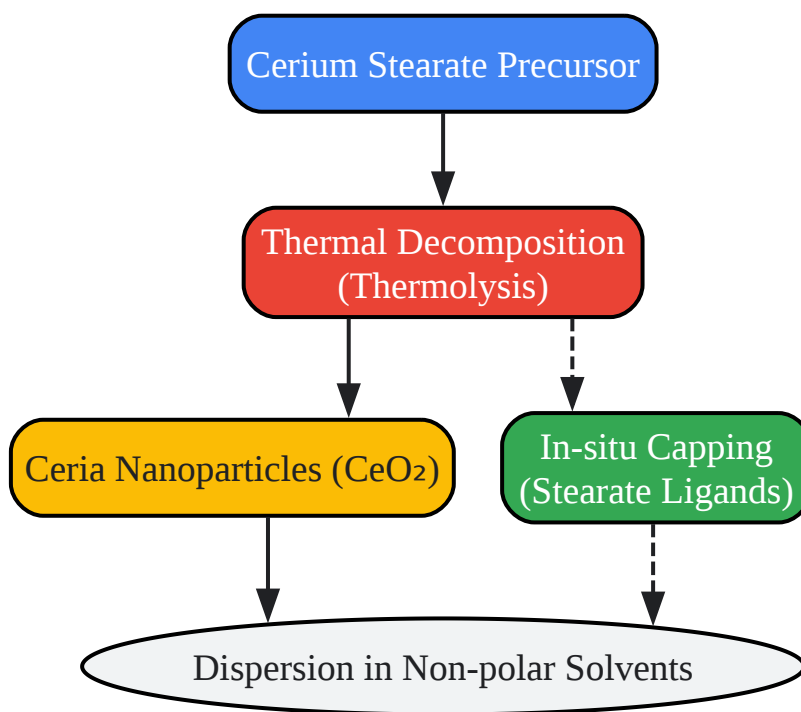 Cerium Stearate Precursor
Thermal Decomposition
(Thermolysis)
Ceria Nanoparticles (CeO₂)
In-situ Capping
(Stearate Ligands)
Dispersion in Non-polar Solvents